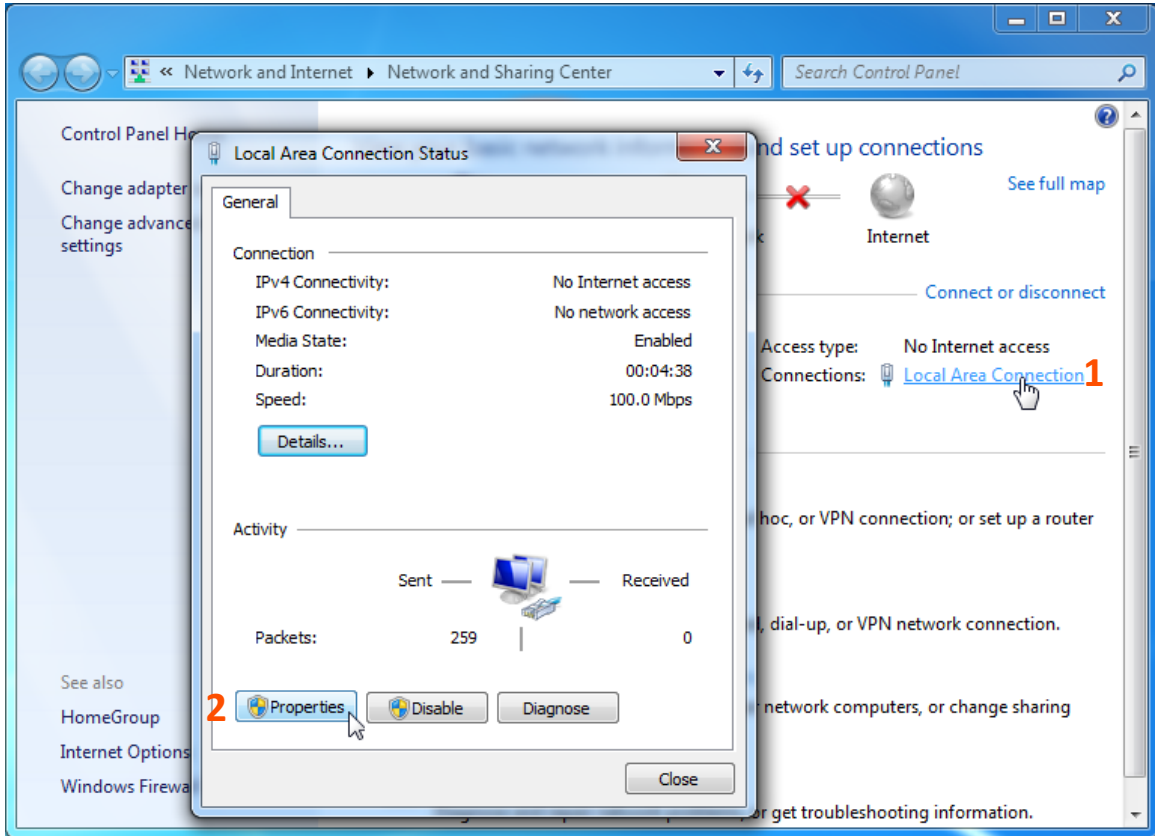 « Network and Internet ▸ Network and Sharing Center
Search Control Panel
Control Panel
Change adapter
Change advance
settings
See also
HomeGroup
Internet Options
Windows Firewa
Local Area Connection Status
General
Connection
IPv4 Connectivity: No Internet access
IPv6 Connectivity: No network access
Media State: Enabled
Duration: 00:04:38
Speed: 100.0 Mbps
Details...
Activity
Sent Received
Packets: 259 0
2 Properties Disable Diagnose
Close
nd set up connections
See full map
Internet
Connect or disconnect
Access type: No Internet access
Connections: Local Area Connection 1
hoc, or VPN connection; or set up a router
, dial-up, or VPN network connection.
network computers, or change sharing
or get troubleshooting information.